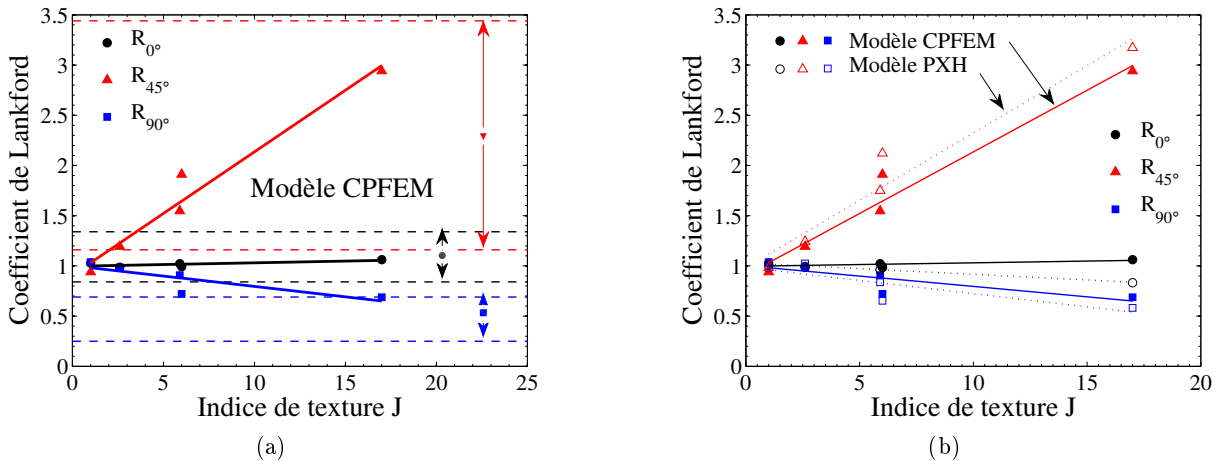 Coefficient de Lankford
3.5
3
2.5
2
1.5
1
0.5
0
R0°
R45°
R90°
Modèle CPFEM
0 5 10 15 20 25
Indice de texture J
(a)
Coefficient de Lankford
3.5
3
2.5
2
1.5
1
0.5
0
Modèle CPFEM
Modèle PXH
R0°
R45°
R90°
0 5 10 15 20
Indice de texture J
(b)